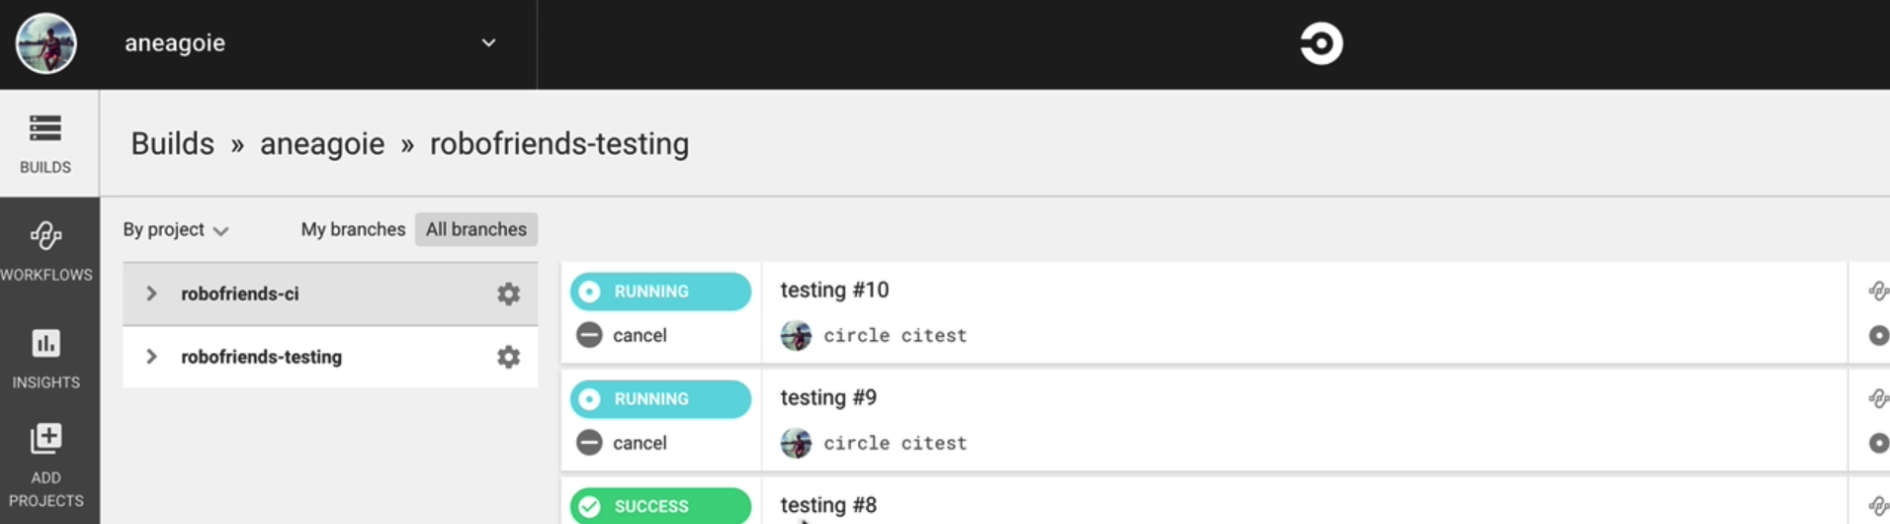 aneagoie
BUILDS
Builds » aneagoie » robofriends-testing
WORKFLOWS
INSIGHTS
ADD
PROJECTS
By project My branches All branches
robofriends-ci
robofriends-testing
RUNNING testing #10
cancel circle citest
RUNNING testing #9
cancel circle citest
SUCCESS testing #8